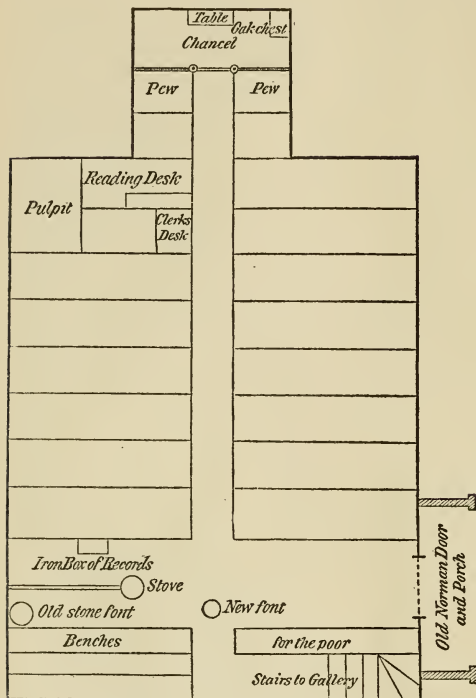 Table
Oak chest
Chancel
Pew
Pew
Reading Desk
Pulpit
Clerks
Desk
Iron Box of Records
Stove
Old stone font
New font
Old Norman Door
and Porch
Benches
for the poor
Stairs to Gallery